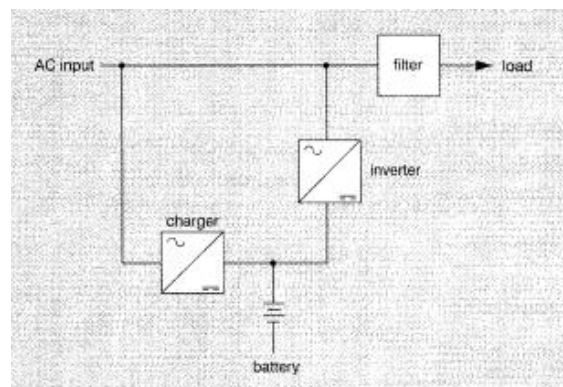 AC input
filter
load
inverter
charger
battery